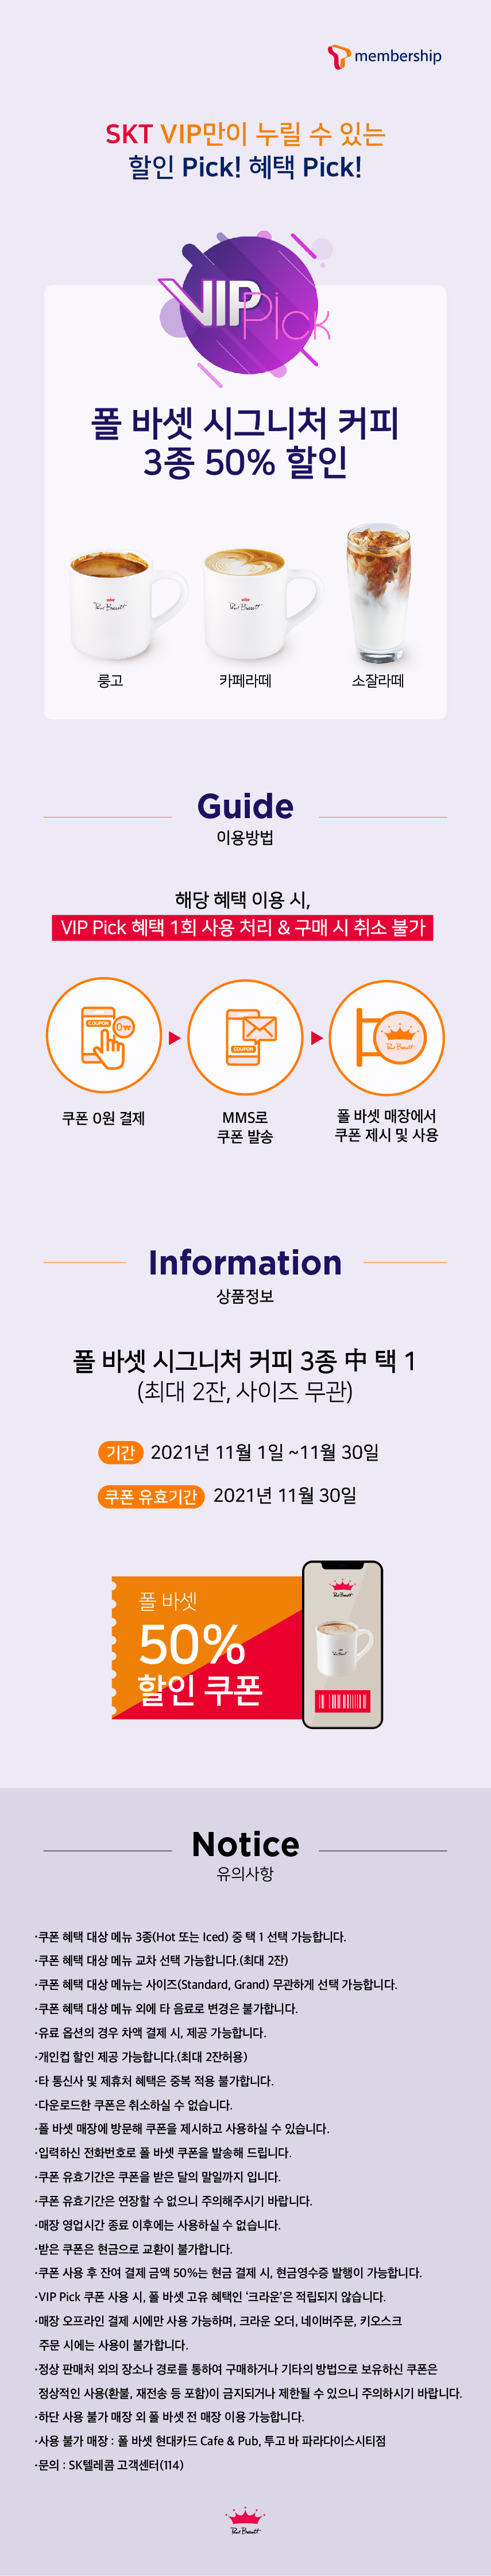 membership
SKT VIP만이 누릴 수 있는
할인 Pick! 혜택 Pick!
VIP Pick
폴 바셋 시그니처 커피
3종 50% 할인
Paul Bassett
Paul Bassett
룽고
카페라떼
소잘라떼
Guide
이용방법
해당 혜택 이용 시,
VIP Pick 혜택 1회 사용 처리 & 구매 시 취소 불가
COUPON
0₩
COUPON
Paul Bassett
쿠폰 0원 결제
MMS로
쿠폰 발송
폴 바셋 매장에서
쿠폰 제시 및 사용
Information
상품정보
폴 바셋 시그니처 커피 3종 中 택 1
(최대 2잔, 사이즈 무관)
기간 2021년 11월 1일 ~11월 30일
쿠폰 유효기간 2021년 11월 30일
폴 바셋
50%
할인 쿠폰
Paul Bassett
Notice
유의사항
·쿠폰 혜택 대상 메뉴 3종(Hot 또는 Iced) 중 택 1 선택 가능합니다.
·쿠폰 혜택 대상 메뉴 교차 선택 가능합니다.(최대 2잔)
·쿠폰 혜택 대상 메뉴는 사이즈(Standard, Grand) 무관하게 선택 가능합니다.
·쿠폰 혜택 대상 메뉴 외에 타 음료로 변경은 불가합니다.
·유료 옵션의 경우 차액 결제 시, 제공 가능합니다.
·개인컵 할인 제공 가능합니다.(최대 2잔허용)
·타 통신사 및 제휴처 혜택은 중복 적용 불가합니다.
·다운로드한 쿠폰은 취소하실 수 없습니다.
·폴 바셋 매장에 방문해 쿠폰을 제시하고 사용하실 수 있습니다.
·입력하신 전화번호로 폴 바셋 쿠폰을 발송해 드립니다.
·쿠폰 유효기간은 쿠폰을 받은 달의 말일까지 입니다.
·쿠폰 유효기간은 연장할 수 없으니 주의해주시기 바랍니다.
·매장 영업시간 종료 이후에는 사용하실 수 없습니다.
·받은 쿠폰은 현금으로 교환이 불가합니다.
·쿠폰 사용 후 잔여 결제 금액 50%는 현금 결제 시, 현금영수증 발행이 가능합니다.
·VIP Pick 쿠폰 사용 시, 폴 바셋 고유 혜택인 ‘크라운’은 적립되지 않습니다.
·매장 오프라인 결제 시에만 사용 가능하며, 크라운 오더, 네이버주문, 키오스크
주문 시에는 사용이 불가합니다.
·정상 판매처 외의 장소나 경로를 통하여 구매하거나 기타의 방법으로 보유하신 쿠폰은
정상적인 사용(환불, 재전송 등 포함)이 금지되거나 제한될 수 있으니 주의하시기 바랍니다.
·하단 사용 불가 매장 외 폴 바셋 전 매장 이용 가능합니다.
·사용 불가 매장 : 폴 바셋 현대카드 Cafe & Pub, 투고 바 파라다이스시티점
·문의 : SK텔레콤 고객센터(114)
Paul Bassett